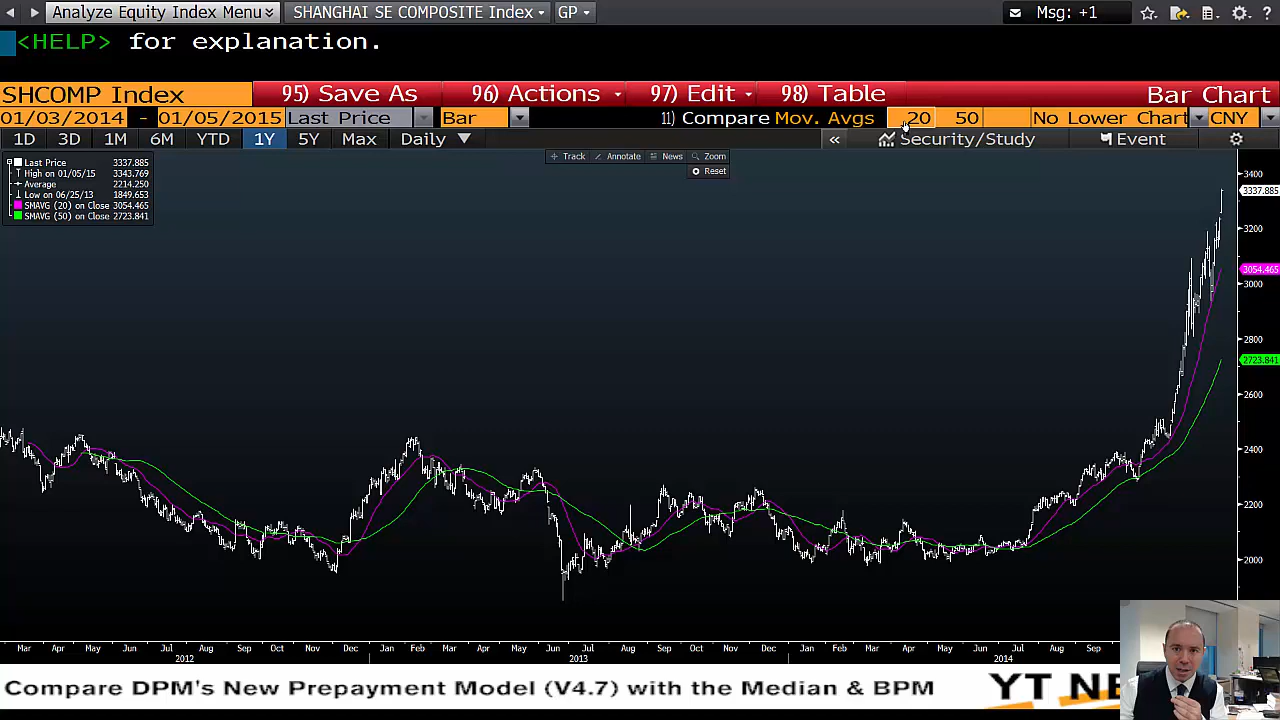 Analyze Equity Index Menu SHANGHAI SE COMPOSITE Index GP Msg: +1 ?
<HELP> for explanation.
SHCOMP Index 95) Save As 96) Actions 97) Edit 98) Table Bar Chart
01/03/2014 - 01/05/2015 Last Price Bar 11) Compare Mov. Avgs 20 50 No Lower Chart CNY
1D 3D 1M 6M YTD 1Y 5Y Max Daily « Security/Study Event
Track Annotate News Zoom
Reset
Last Price 3337.885
High on 01/05/15 3343.769
Average 2214.250
Low on 06/25/13 1849.653
SMAVG (20) on Close 3054.465
SMAVG (50) on Close 2723.841
3400
3337.885
3200
3054.465
3000
2800
2723.841
2600
2400
2200
2000
Mar Apr May Jun Jul Aug Sep Oct Nov Dec Jan Feb Mar Apr May Jun Jul Aug Sep Oct Nov Dec Jan Feb Mar Apr May Jun Jul Aug Sep
2012 2013 2014
Compare DPM's New Prepayment Model (V4.7) with the Median & BPM YT NE